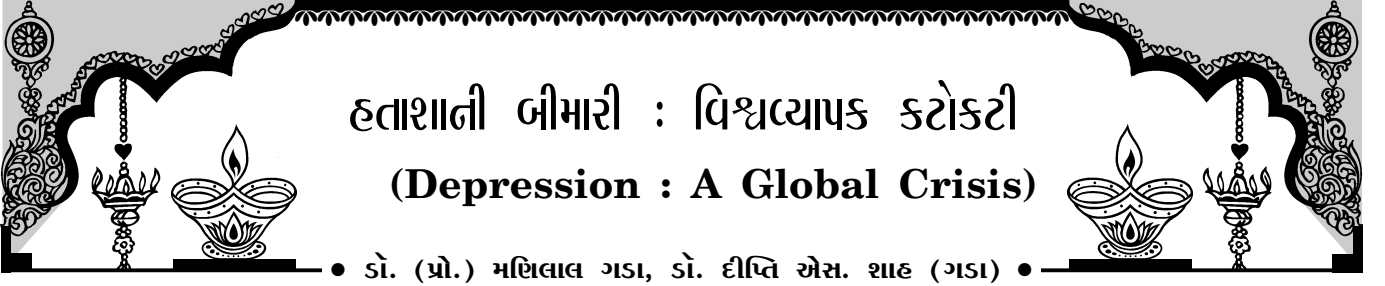 હતાશાની બીમારી : વિશ્વવ્યાપક કટોકટી
(Depression : A Global Crisis)
● ડૉ. (પ્રો.) મણિલાલ ગડા, ડૉ. દીપ્તિ એસ. શાહ (ગડા) ●